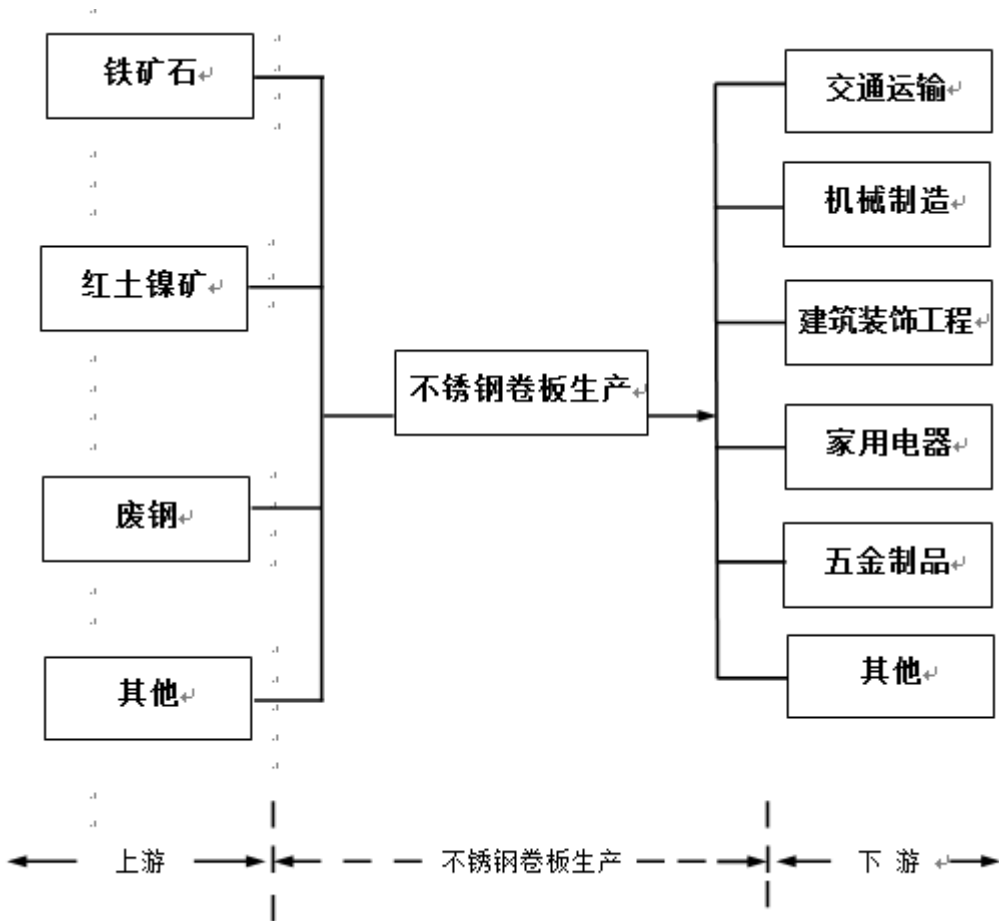 铁矿石
红土镍矿
废钢
其他
不锈钢卷板生产
交通运输
机械制造
建筑装饰工程
家用电器
五金制品
其他
上游
不锈钢卷板生产
下 游